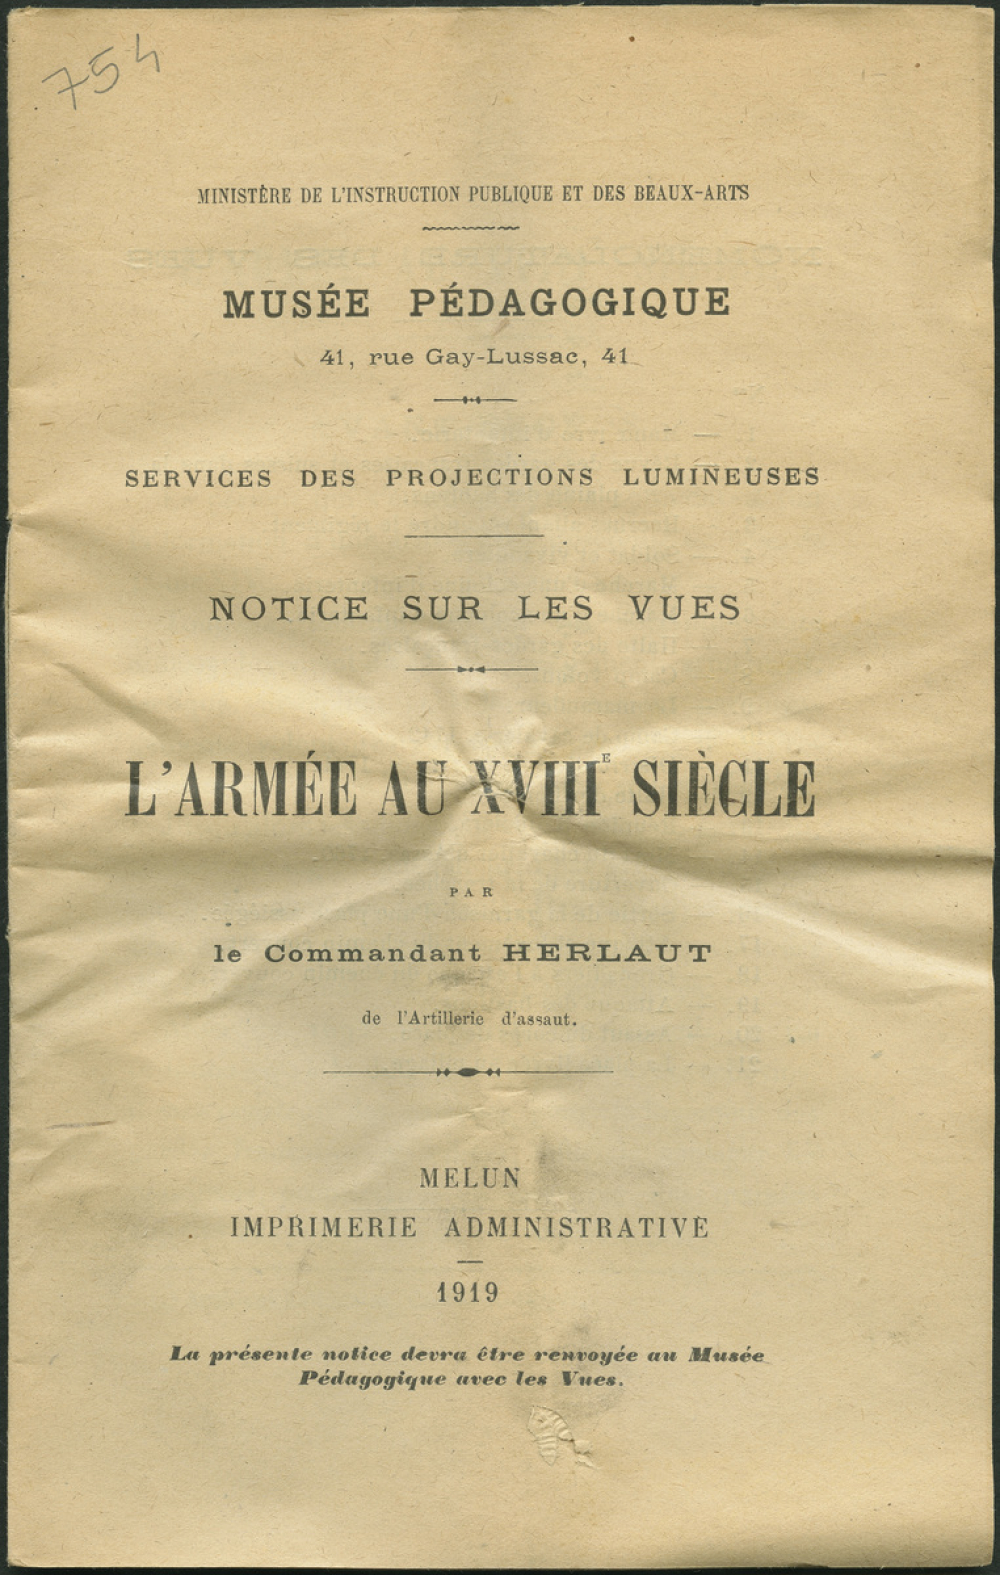 754
MINISTÈRE DE L'INSTRUCTION PUBLIQUE ET DES BEAUX-ARTS
MUSÉE PÉDAGOGIQUE
41, rue Gay-Lussac, 41
SERVICES DES PROJECTIONS LUMINEUSES
NOTICE SUR LES VUES
L'ARMÉE AU XVIIIE SIÈCLE
PAR
le Commandant HERLAUT
de l'Artillerie d'assaut.
MELUN
IMPRIMERIE ADMINISTRATIVE
1919
La présente notice devra être renvoyée au Musée
Pédagogique avec les Vues.